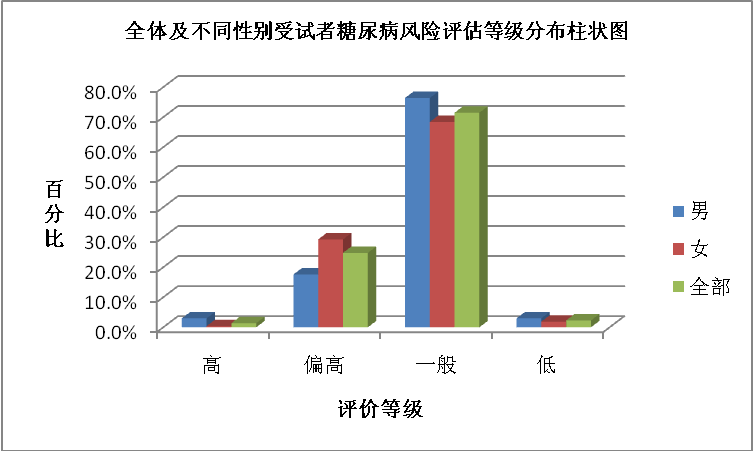 全体及不同性别受试者糖尿病风险评估等级分布柱状图
80.0%
70.0%
60.0%
50.0%
40.0%
30.0%
20.0%
10.0%
0.0%
百分比
高 偏高 一般 低
评价等级
男
女
全部